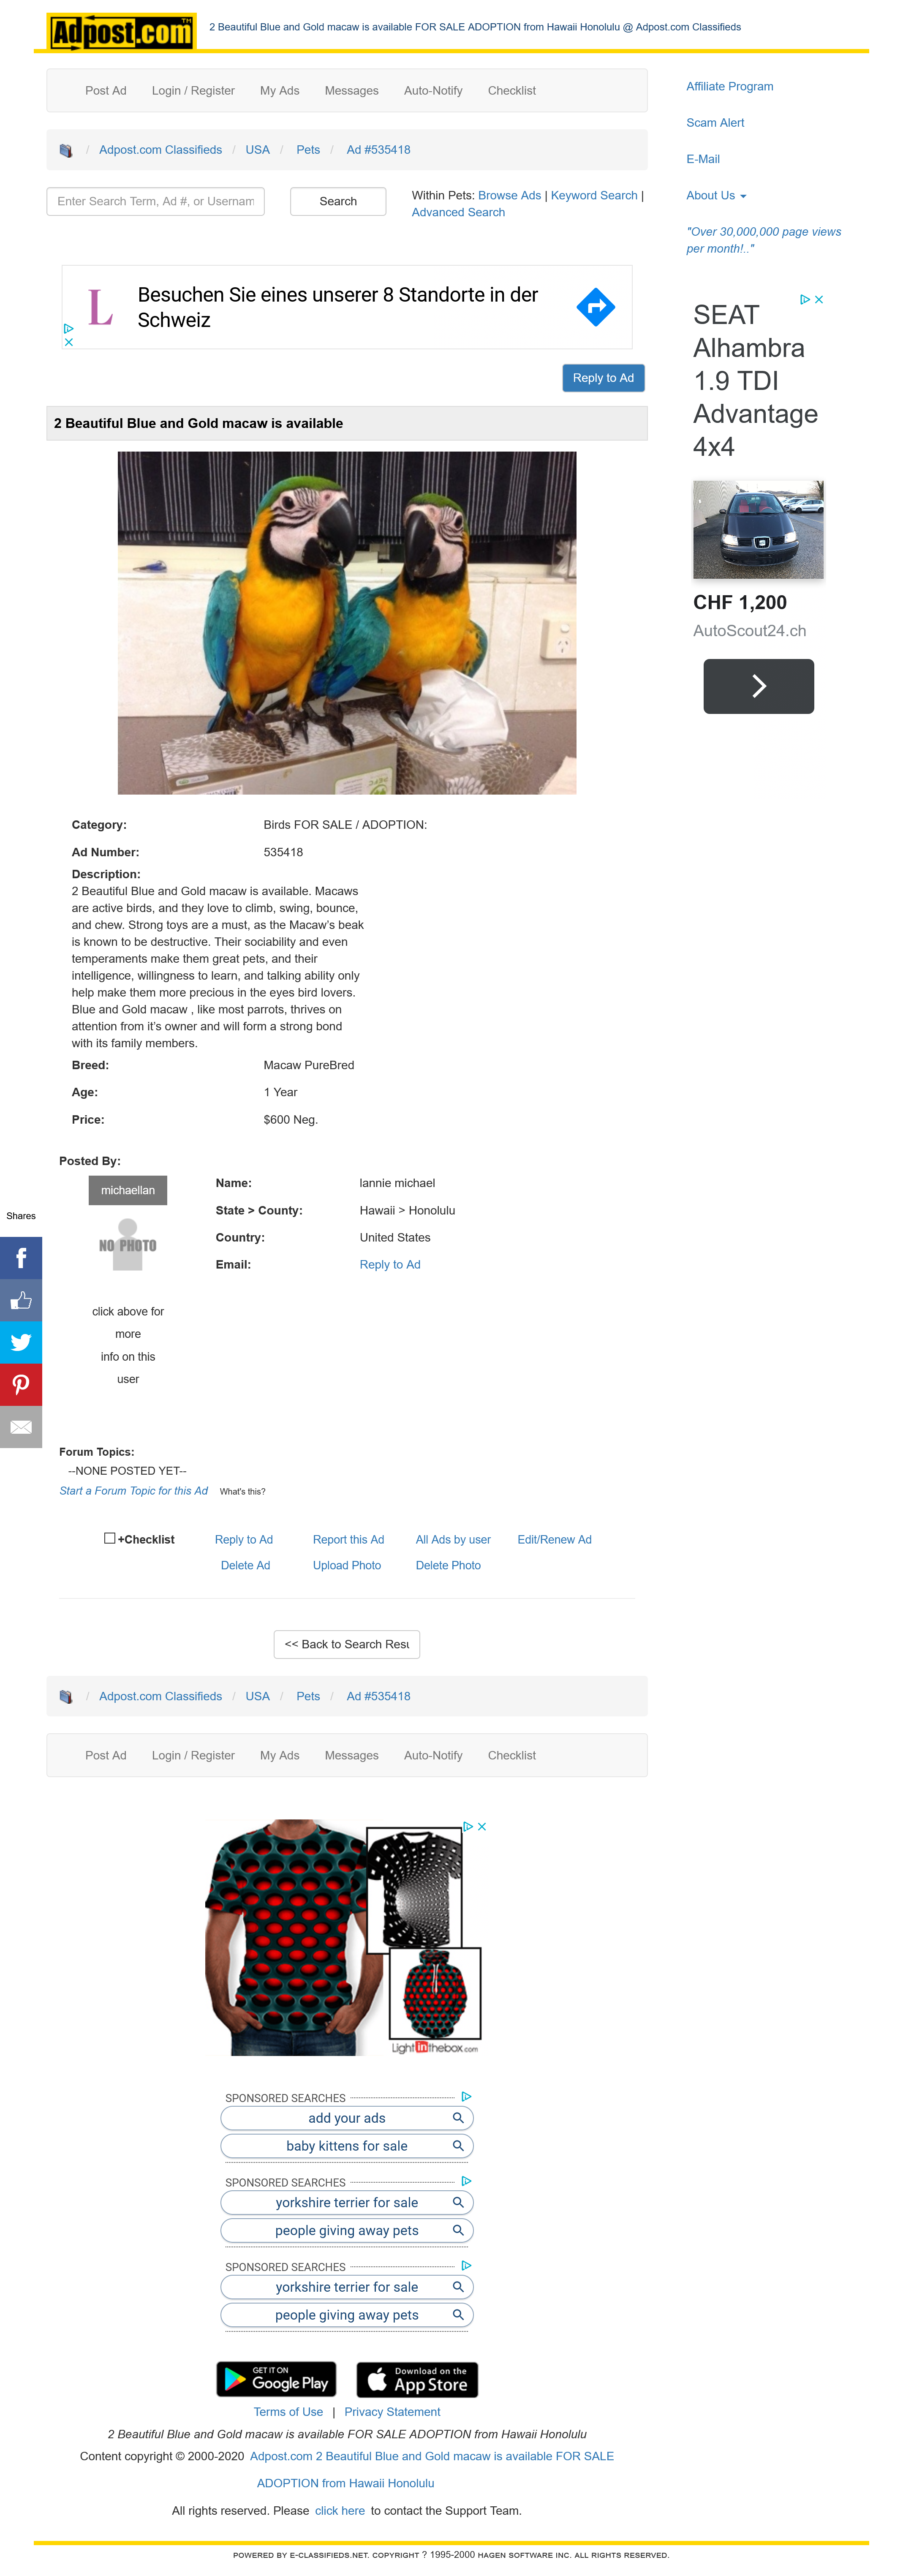 Adpost.com TM
2 Beautiful Blue and Gold macaw is available FOR SALE ADOPTION from Hawaii Honolulu @ Adpost.com Classifieds
Post Ad Login / Register My Ads Messages Auto-Notify Checklist
/ Adpost.com Classifieds / USA / Pets / Ad #535418
Enter Search Term, Ad #, or Usernam
Search
Within Pets: Browse Ads | Keyword Search |
Advanced Search
Affiliate Program
Scam Alert
E-Mail
About Us
"Over 30,000,000 page views
per month!.."
L
Besuchen Sie eines unserer 8 Standorte in der
Schweiz
Reply to Ad
SEAT
Alhambra
1.9 TDI
Advantage
4x4
CHF 1,200
AutoScout24.ch
2 Beautiful Blue and Gold macaw is available
Category: Birds FOR SALE / ADOPTION:
Ad Number: 535418
Description:
2 Beautiful Blue and Gold macaw is available. Macaws
are active birds, and they love to climb, swing, bounce,
and chew. Strong toys are a must, as the Macaw's beak
is known to be destructive. Their sociability and even
temperaments make them great pets, and their
intelligence, willingness to learn, and talking ability only
help make them more precious in the eyes bird lovers.
Blue and Gold macaw , like most parrots, thrives on
attention from it's owner and will form a strong bond
with its family members.
Breed: Macaw PureBred
Age: 1 Year
Price: $600 Neg.
Posted By:
michaellan
NO PHOTO
click above for
more
info on this
user
Name: lannie michael
State > County: Hawaii > Honolulu
Country: United States
Email: Reply to Ad
Shares
Forum Topics:
--NONE POSTED YET--
Start a Forum Topic for this Ad What's this?
+Checklist Reply to Ad Report this Ad All Ads by user Edit/Renew Ad
Delete Ad Upload Photo Delete Photo
<< Back to Search Resu
/ Adpost.com Classifieds / USA / Pets / Ad #535418
Post Ad Login / Register My Ads Messages Auto-Notify Checklist
Light in the box.com
SPONSORED SEARCHES
add your ads
baby kittens for sale
SPONSORED SEARCHES
yorkshire terrier for sale
people giving away pets
SPONSORED SEARCHES
yorkshire terrier for sale
people giving away pets
GET IT ON Google Play
Download on the App Store
Terms of Use | Privacy Statement
2 Beautiful Blue and Gold macaw is available FOR SALE ADOPTION from Hawaii Honolulu
Content copyright © 2000-2020 Adpost.com 2 Beautiful Blue and Gold macaw is available FOR SALE
ADOPTION from Hawaii Honolulu
All rights reserved. Please click here to contact the Support Team.
POWERED BY E-CLASSIFIEDS.NET. COPYRIGHT ? 1995-2000 HAGEN SOFTWARE INC. ALL RIGHTS RESERVED.